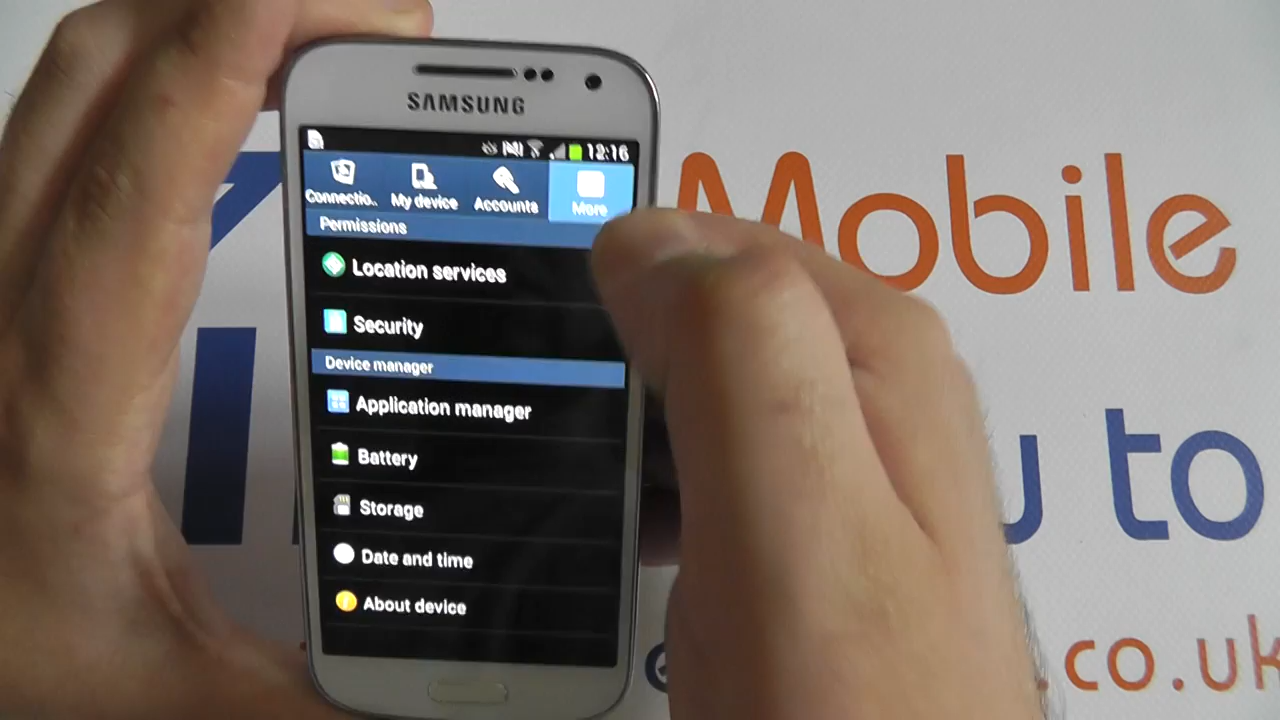 SAMSUNG
12:16
Connectio..
My device
Accounts
More
Permissions
Location services
Security
Device manager
Application manager
Battery
Storage
Date and time
About device
Mobile
u to
.co.uk